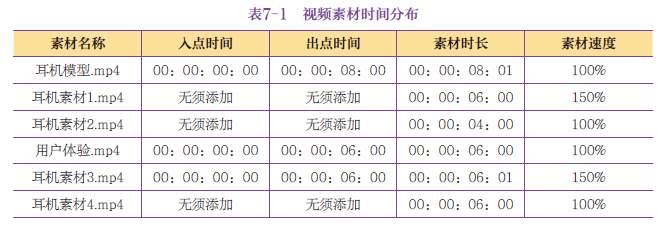 表7-1 视频素材时间分布
素材名称 入点时间 出点时间 素材时长 素材速度
耳机模型.mp4 00：00：00：00 00：00：08：00 00：00：08：01 100%
耳机素材1.mp4 无须添加 无须添加 00：00：06：00 150%
耳机素材2.mp4 无须添加 无须添加 00：00：04：00 100%
用户体验.mp4 00：00：00：00 00：00：06：00 00：00：06：00 100%
耳机素材3.mp4 00：00：00：00 00：00：06：00 00：00：06：01 150%
耳机素材4.mp4 无须添加 无须添加 00：00：06：00 100%